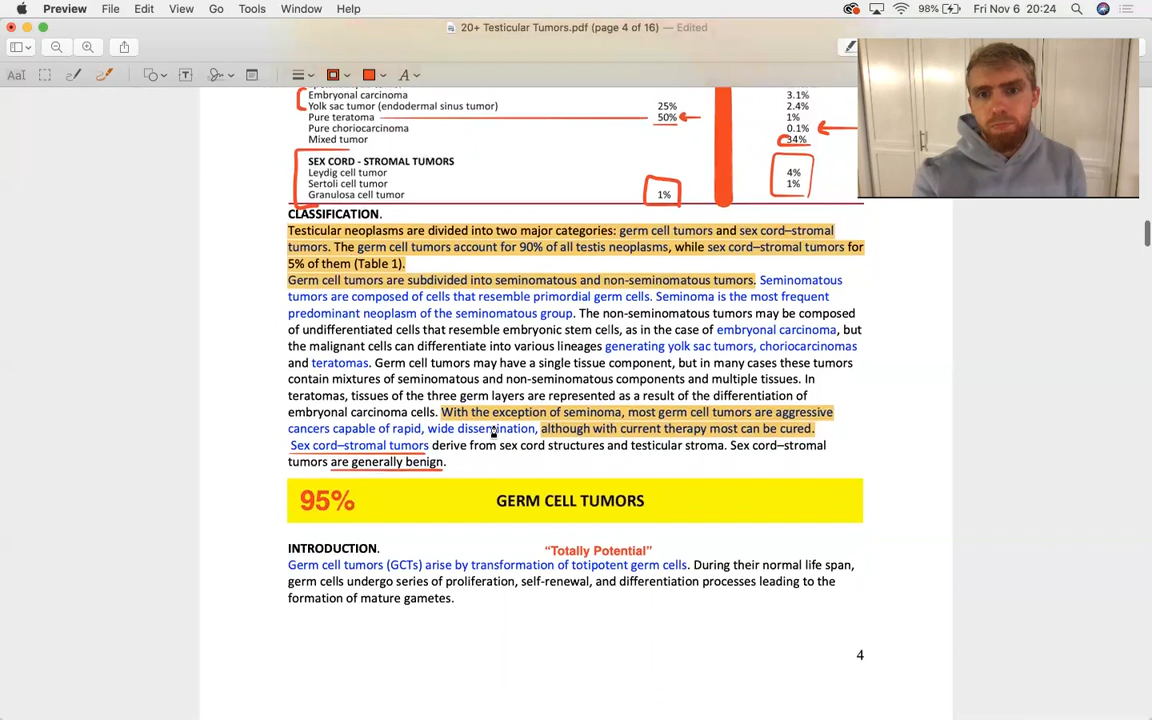 Preview File Edit View Go Tools Window Help 98% Fri Nov 6 20:24
20+ Testicular Tumors.pdf (page 4 of 16) — Edited
AaI A
Embryonal carcinoma 3.1%
Yolk sac tumor (endodermal sinus tumor) 25% 2.4%
Pure teratoma 50% 1%
Pure choriocarcinoma 0.1%
Mixed tumor 34%
SEX CORD - STROMAL TUMORS
Leydig cell tumor 4%
Sertoli cell tumor 1%
Granulosa cell tumor 1%
CLASSIFICATION.
Testicular neoplasms are divided into two major categories: germ cell tumors and sex cord–stromal
tumors. The germ cell tumors account for 90% of all testis neoplasms, while sex cord–stromal tumors for
5% of them (Table 1).
Germ cell tumors are subdivided into seminomatous and non-seminomatous tumors. Seminomatous
tumors are composed of cells that resemble primordial germ cells. Seminoma is the most frequent
predominant neoplasm of the seminomatous group. The non-seminomatous tumors may be composed
of undifferentiated cells that resemble embryonic stem cells, as in the case of embryonal carcinoma, but
the malignant cells can differentiate into various lineages generating yolk sac tumors, choriocarcinomas
and teratomas. Germ cell tumors may have a single tissue component, but in many cases these tumors
contain mixtures of seminomatous and non-seminomatous components and multiple tissues. In
teratomas, tissues of the three germ layers are represented as a result of the differentiation of
embryonal carcinoma cells. With the exception of seminoma, most germ cell tumors are aggressive
cancers capable of rapid, wide dissemination, although with current therapy most can be cured.
Sex cord–stromal tumors derive from sex cord structures and testicular stroma. Sex cord–stromal
tumors are generally benign.
95% GERM CELL TUMORS
INTRODUCTION. "Totally Potential"
Germ cell tumors (GCTs) arise by transformation of totipotent germ cells. During their normal life span,
germ cells undergo series of proliferation, self-renewal, and differentiation processes leading to the
formation of mature gametes.
4